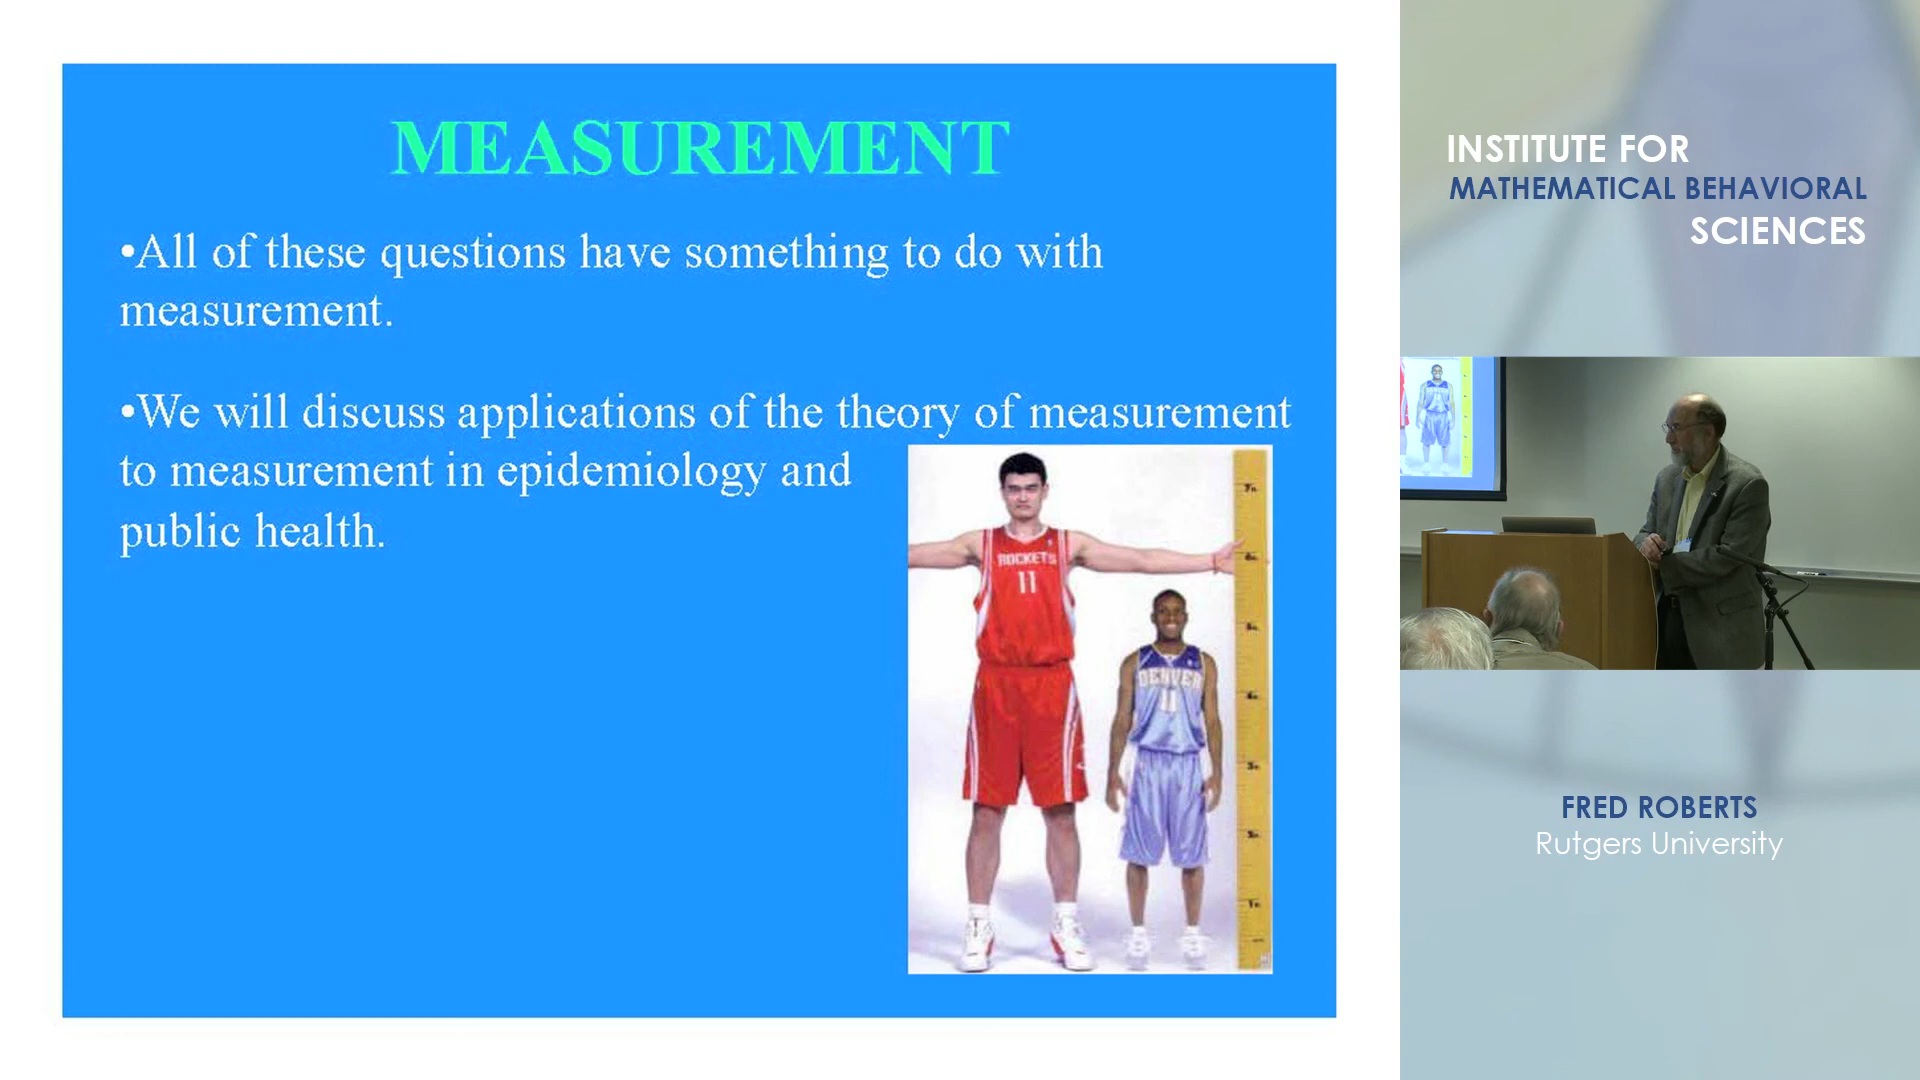 MEASUREMENT
•All of these questions have something to do with
measurement.
•We will discuss applications of the theory of measurement
to measurement in epidemiology and
public health.
ROCKETS
11
DENVER
11
INSTITUTE FOR
MATHEMATICAL BEHAVIORAL
SCIENCES
FRED ROBERTS
Rutgers University